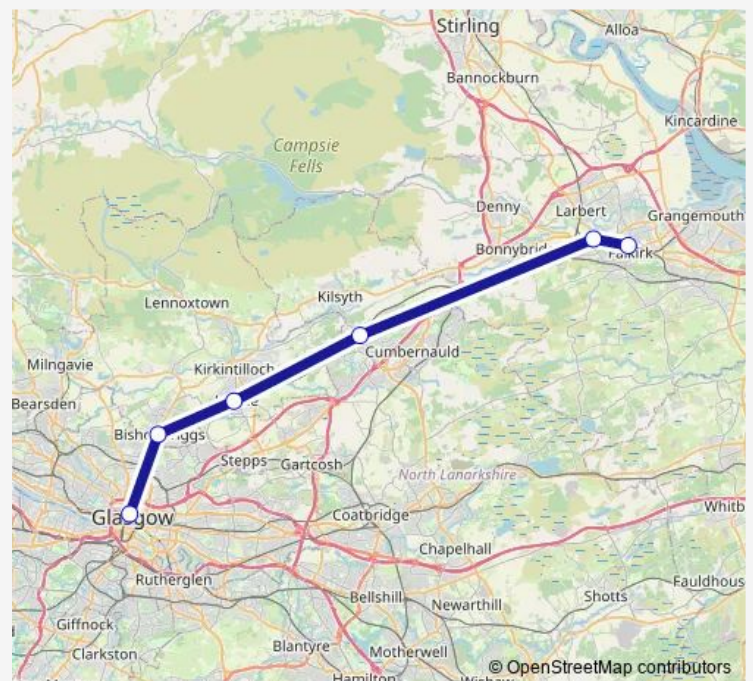 Stirling
Alloa
Bannockburn
Kincardine
Campsie
Fells
Denny
Larbert
Grangemouth
Falkirk
Lennoxtown
Kilsyth
Milngavie
Kirkintilloch
Cumbernauld
Bearsden
Stepps
Gartcosh
North Lanarkshire
Glasgow
Coatbridge
Whitb
Chapelhall
Rutherglen
Bellshill
Newarthill
Shotts
Fauldhous
Giffnock
Clarkston
Blantyre
Motherwell
Hamilton
© OpenStreetMap contributors